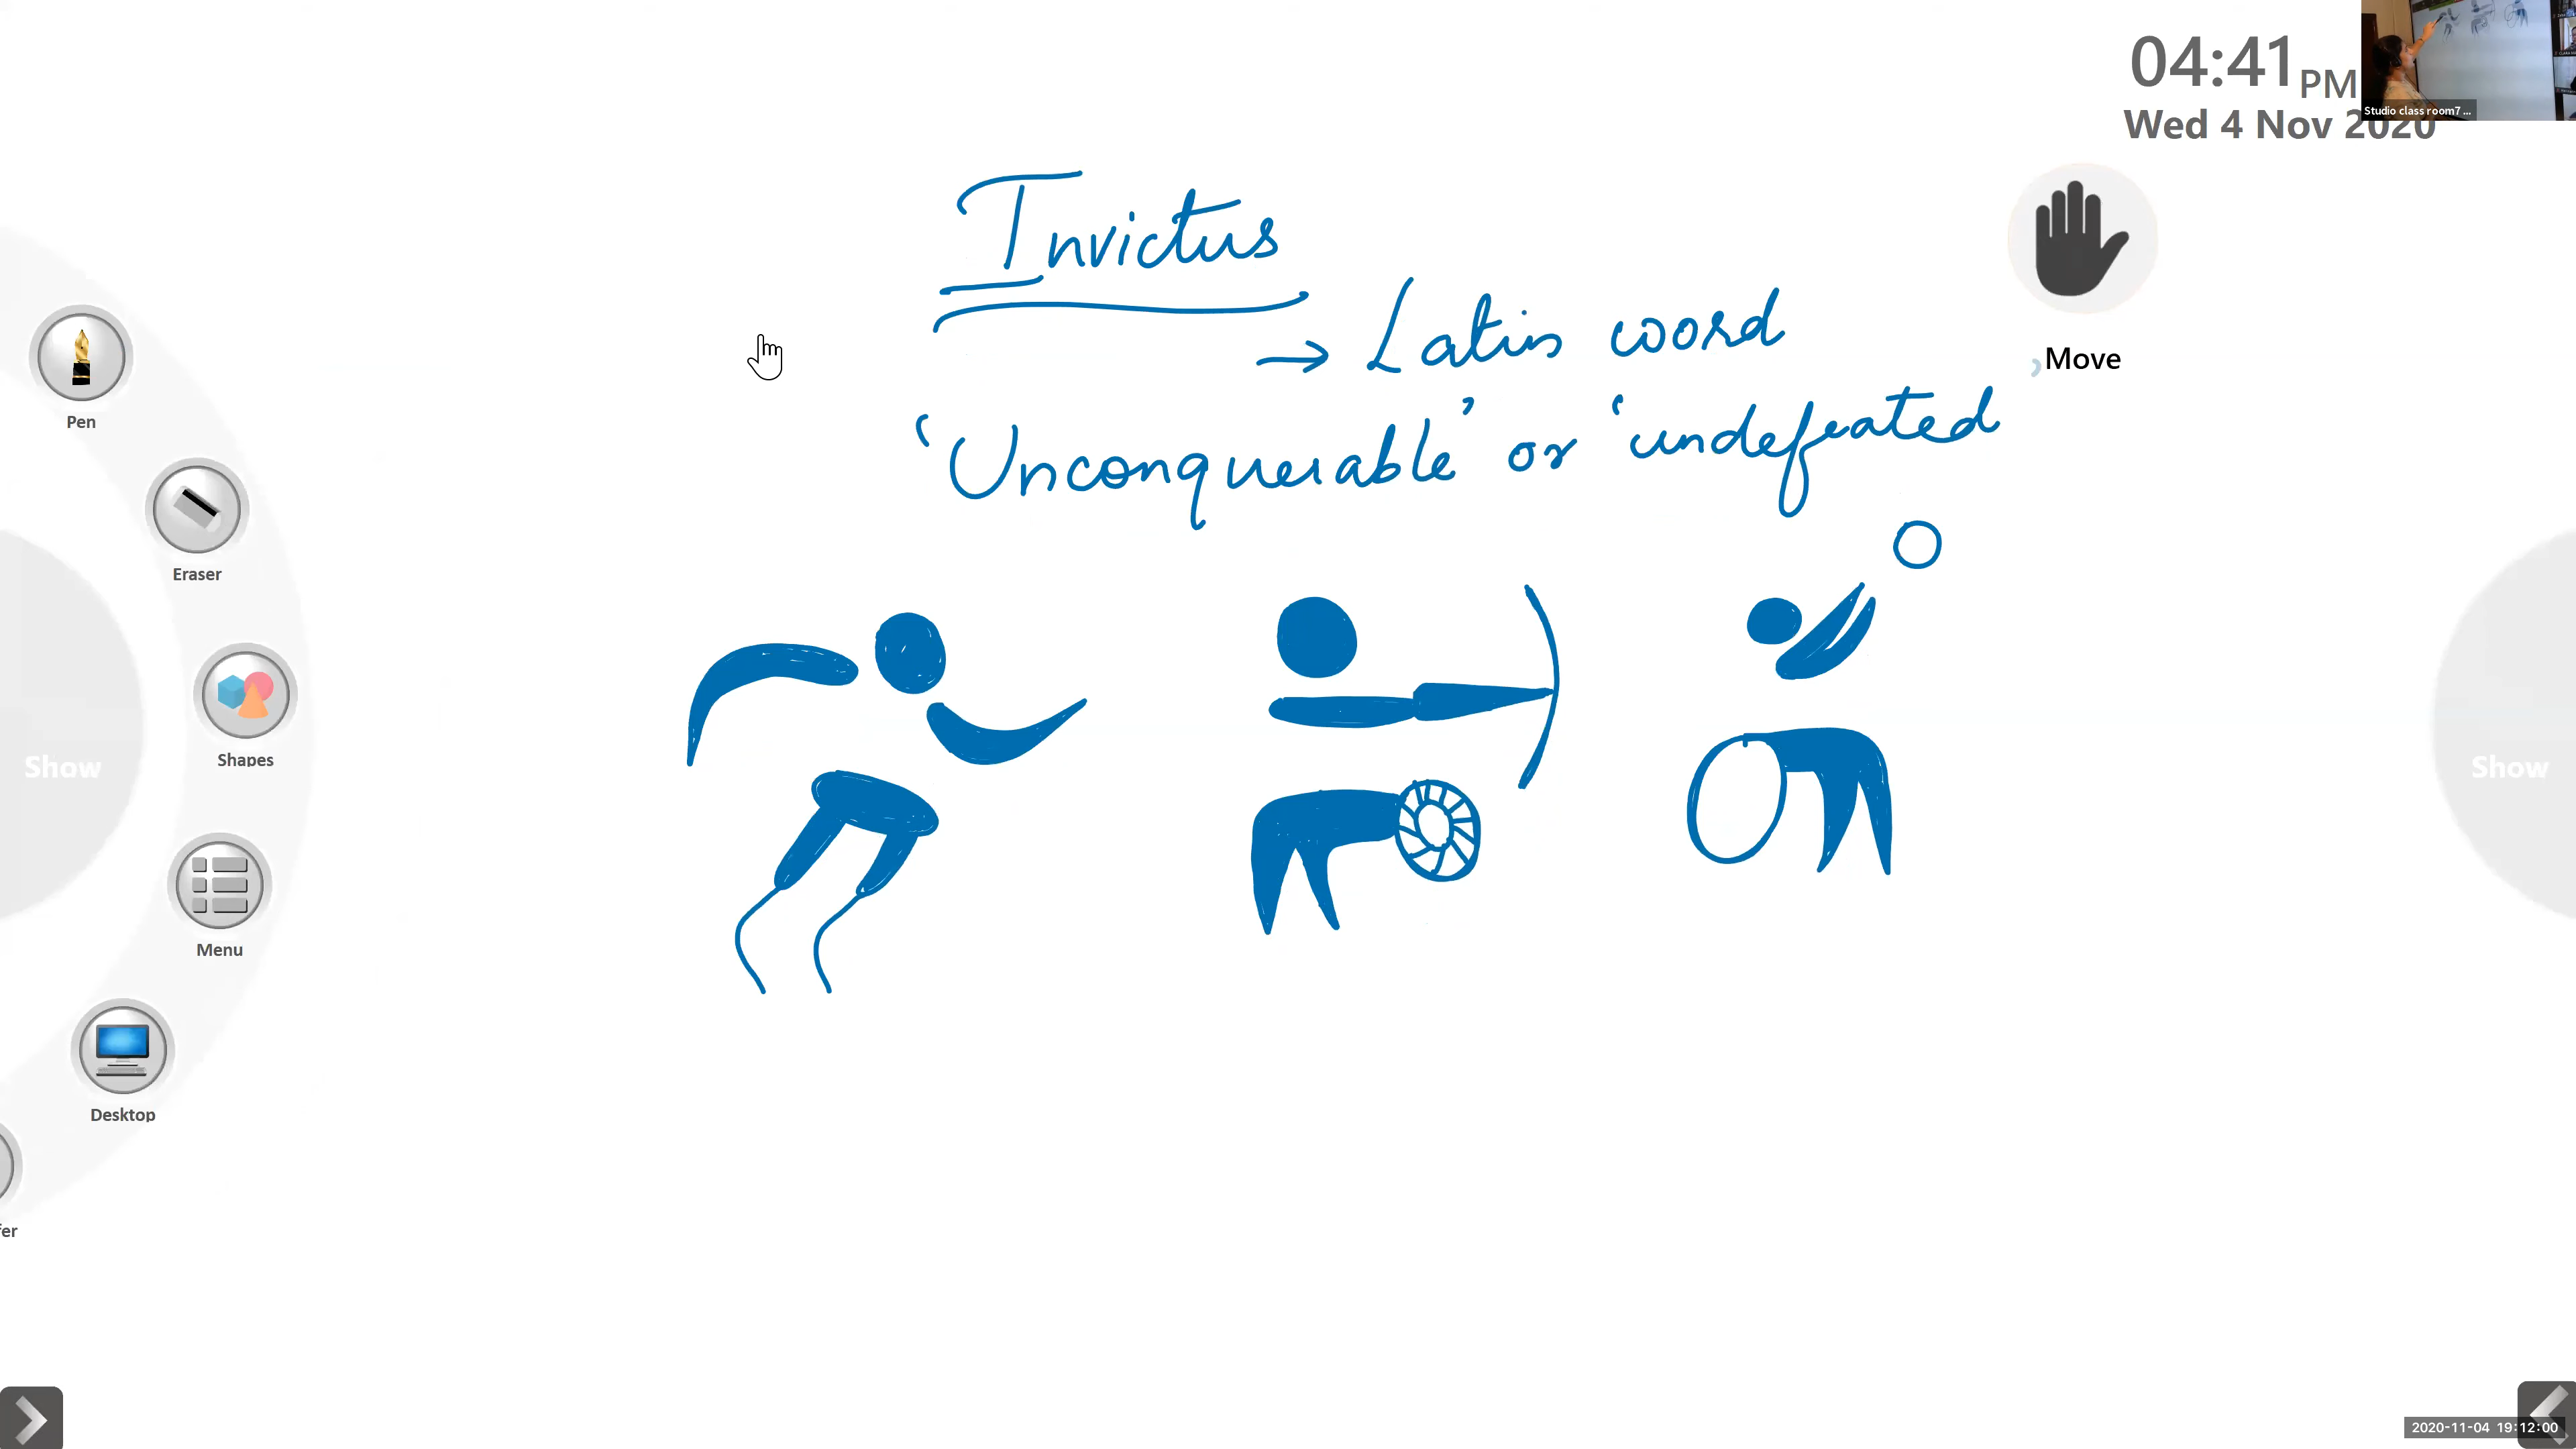 04:41 PM
Wed 4 Nov 2020
Studio class room7 ...
Invictus
→ Latin word
'Unconquerable' or 'undefeated
Move
Pen
Eraser
Shapes
Show
Show
Menu
Desktop
fer
2020-11-04 19:12:00